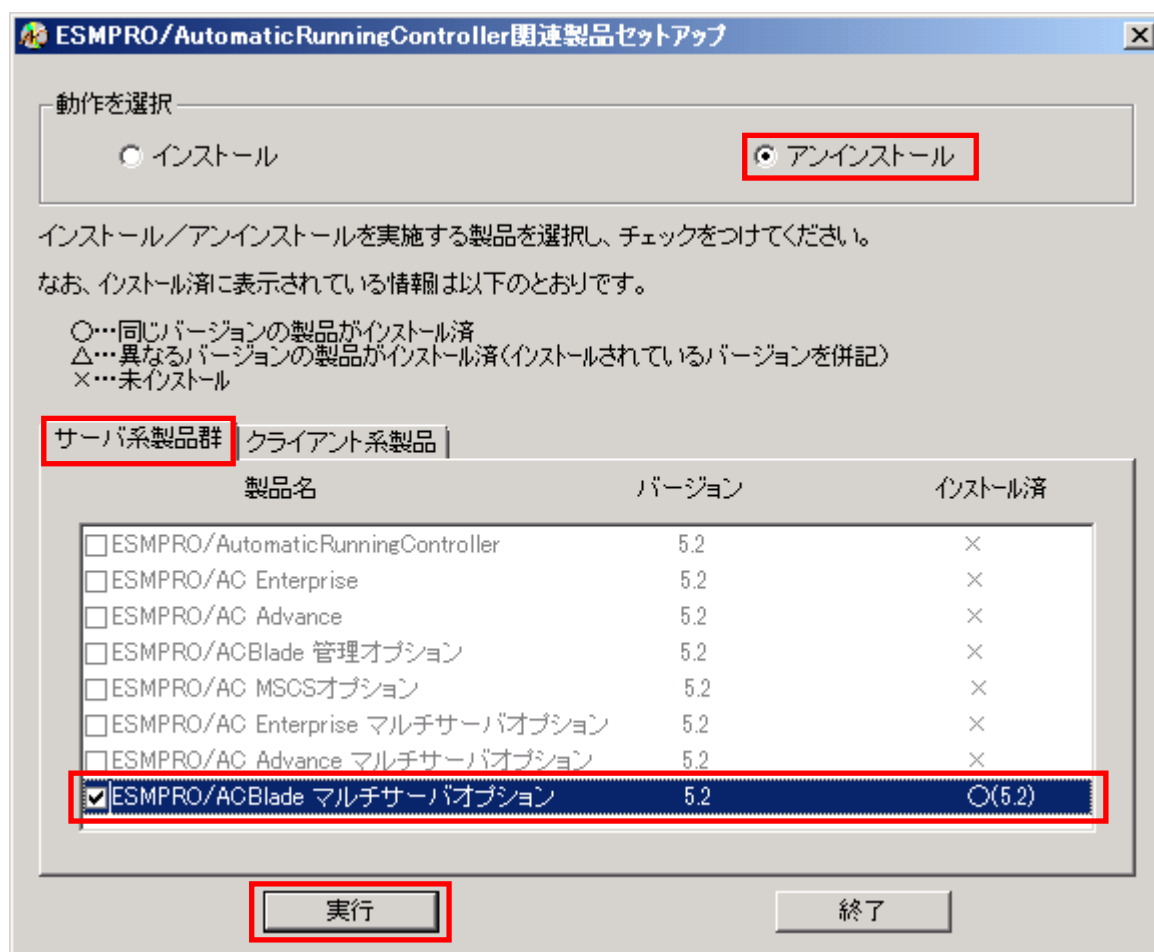 ESMPRO/AutomaticRunningController関連製品セットアップ
動作を選択
インストール アンインストール
インストール／アンインストールを実施する製品を選択し、チェックをつけてください。
なお、インストール済に表示されている情報は以下のとおりです。
○…同じバージョンの製品がインストール済
△…異なるバージョンの製品がインストール済(インストールされているバージョンを併記)
×…未インストール
サーバ系製品群 クライアント系製品
製品名 バージョン インストール済
ESMPRO/AutomaticRunningController 5.2 ×
ESMPRO/AC Enterprise 5.2 ×
ESMPRO/AC Advance 5.2 ×
ESMPRO/ACBlade 管理オプション 5.2 ×
ESMPRO/AC MSCSオプション 5.2 ×
ESMPRO/AC Enterprise マルチサーバオプション 5.2 ×
ESMPRO/AC Advance マルチサーバオプション 5.2 ×
ESMPRO/ACBlade マルチサーバオプション 5.2 ○(5.2)
実行 終了